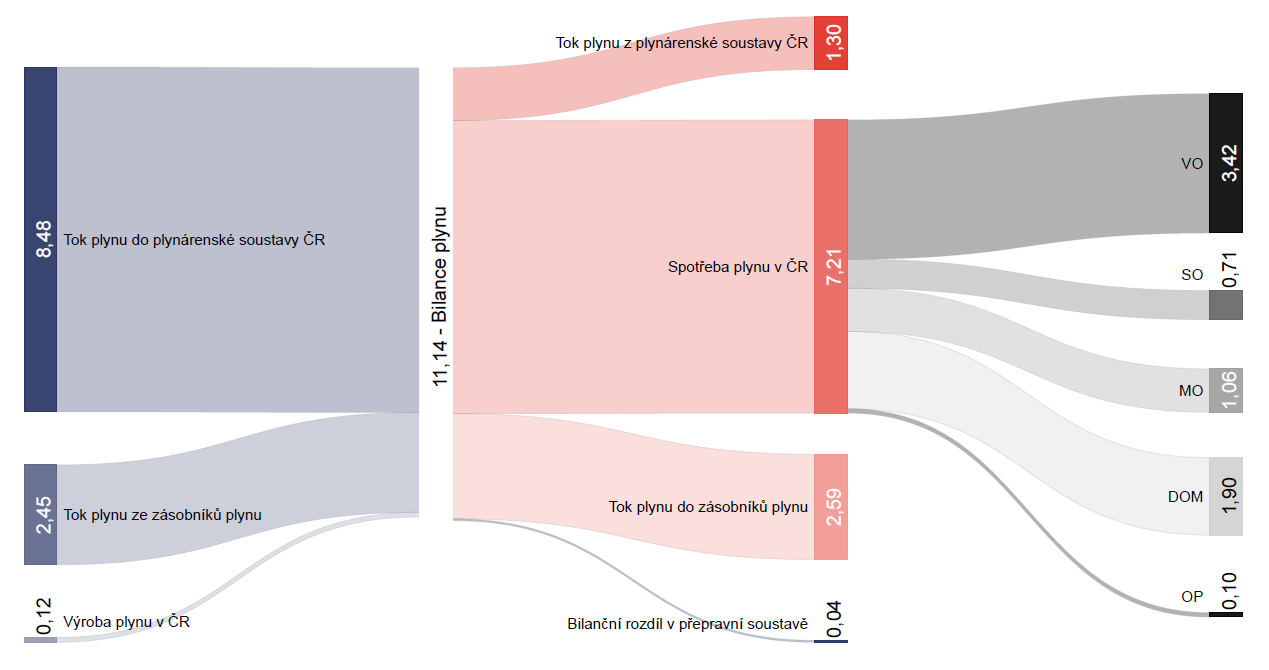 8,48
Tok plynu do plynárenské soustavy ČR
2,45
Tok plynu ze zásobníků plynu
0,12
Výroba plynu v ČR
11,14 - Bilance plynu
Tok plynu z plynárenské soustavy ČR
1,30
Spotřeba plynu v ČR
7,21
Tok plynu do zásobníků plynu
2,59
Bilanční rozdíl v přepravní soustavě
0,04
VO
3,42
SO
0,71
MO
1,06
DOM
1,90
OP
0,10